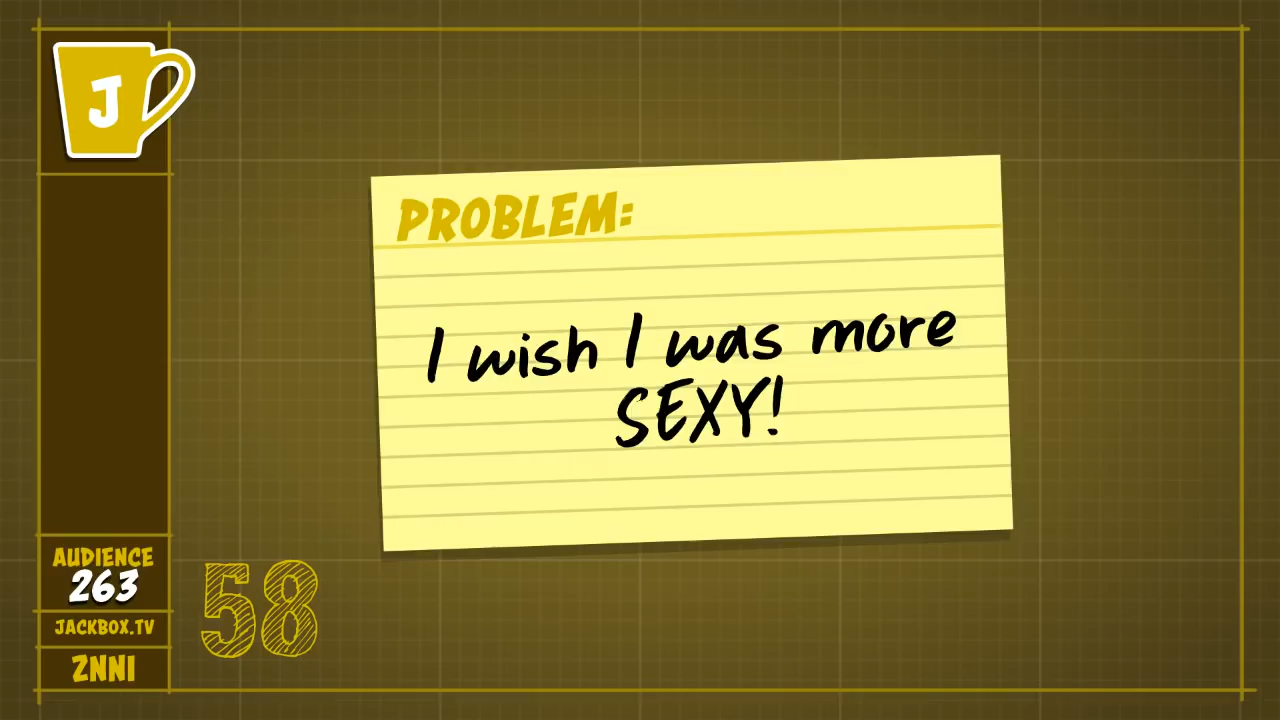 J
PROBLEM:
I wish I was more
SEXY!
AUDIENCE
263
JACKBOX.TV
ZNNI
58